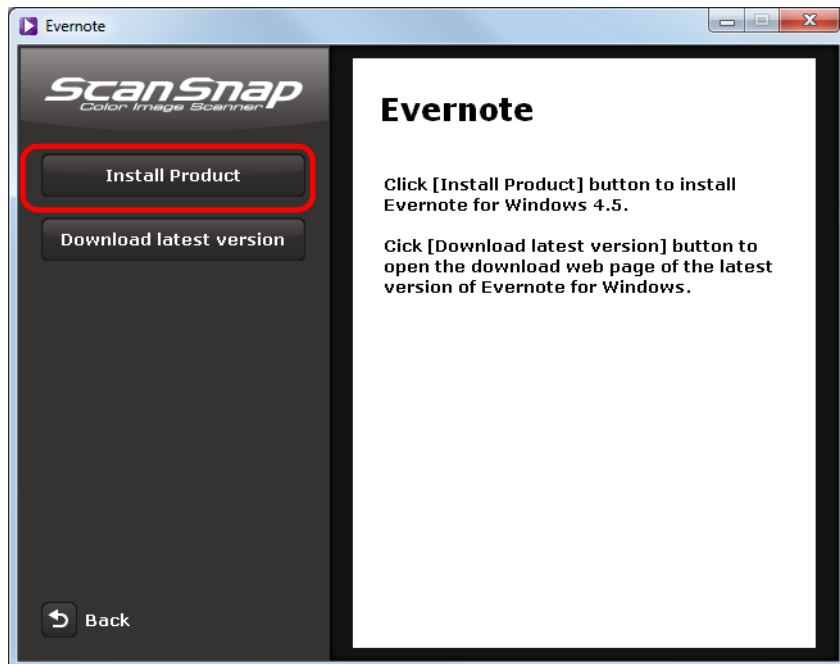 Evernote
ScanSnap
Color Image Scanner
Install Product
Download latest version
Back
Evernote
Click [Install Product] button to install
Evernote for Windows 4.5.
Cick [Download latest version] button to
open the download web page of the latest
version of Evernote for Windows.